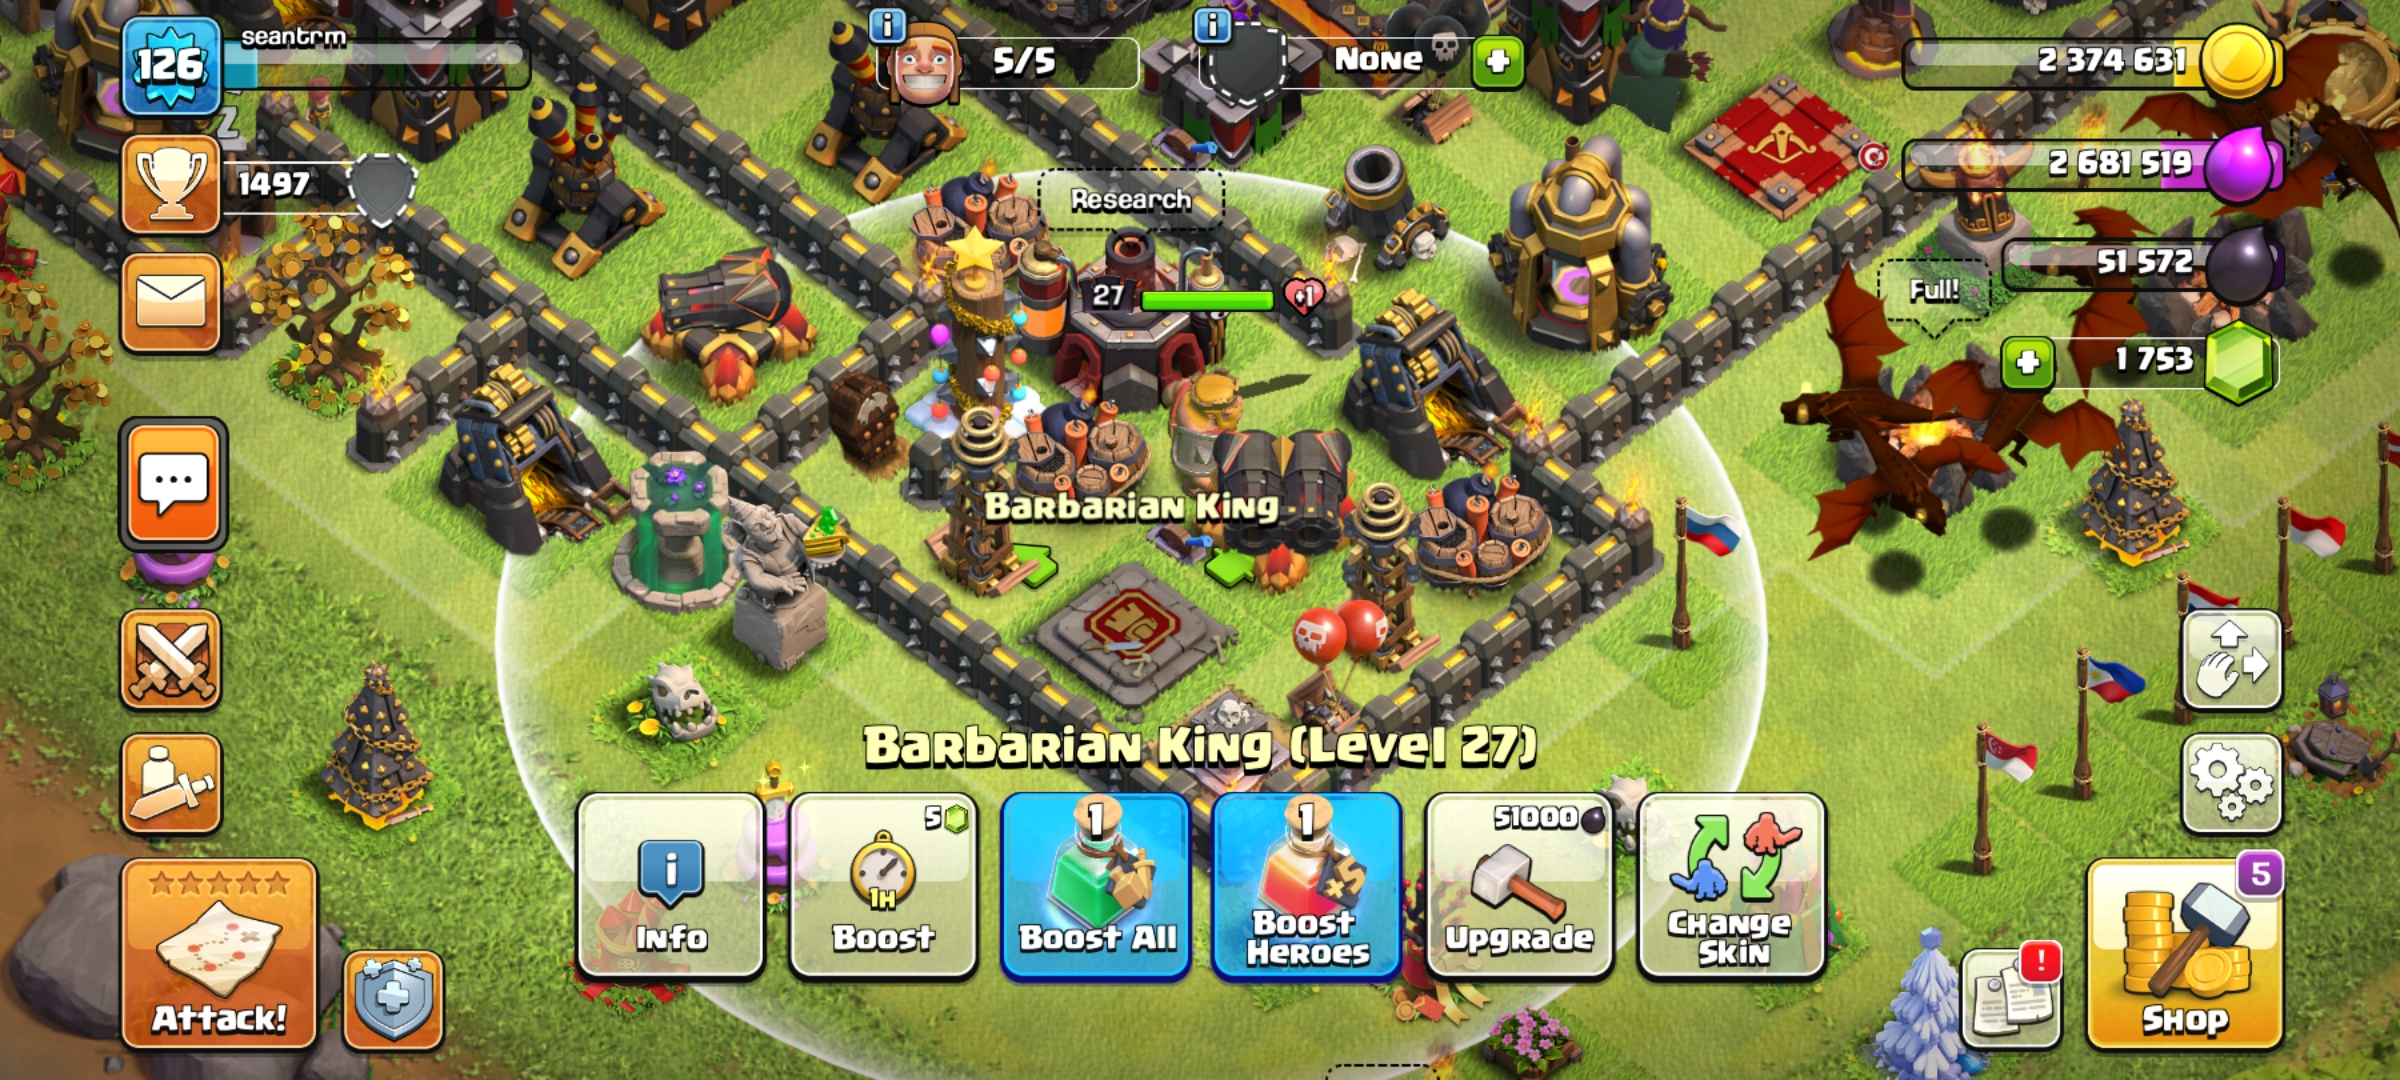 126
seantrm
5/5
None
2 374 631
1497
2 681 519
Research
51 572
Full!
27
+1
1 753
Barbarian King
Barbarian King (Level 27)
Info
5
1H
Boost
1
Boost All
1
+5
Boost
Heroes
51000
Upgrade
Change
Skin
Attack!
!
5
Shop